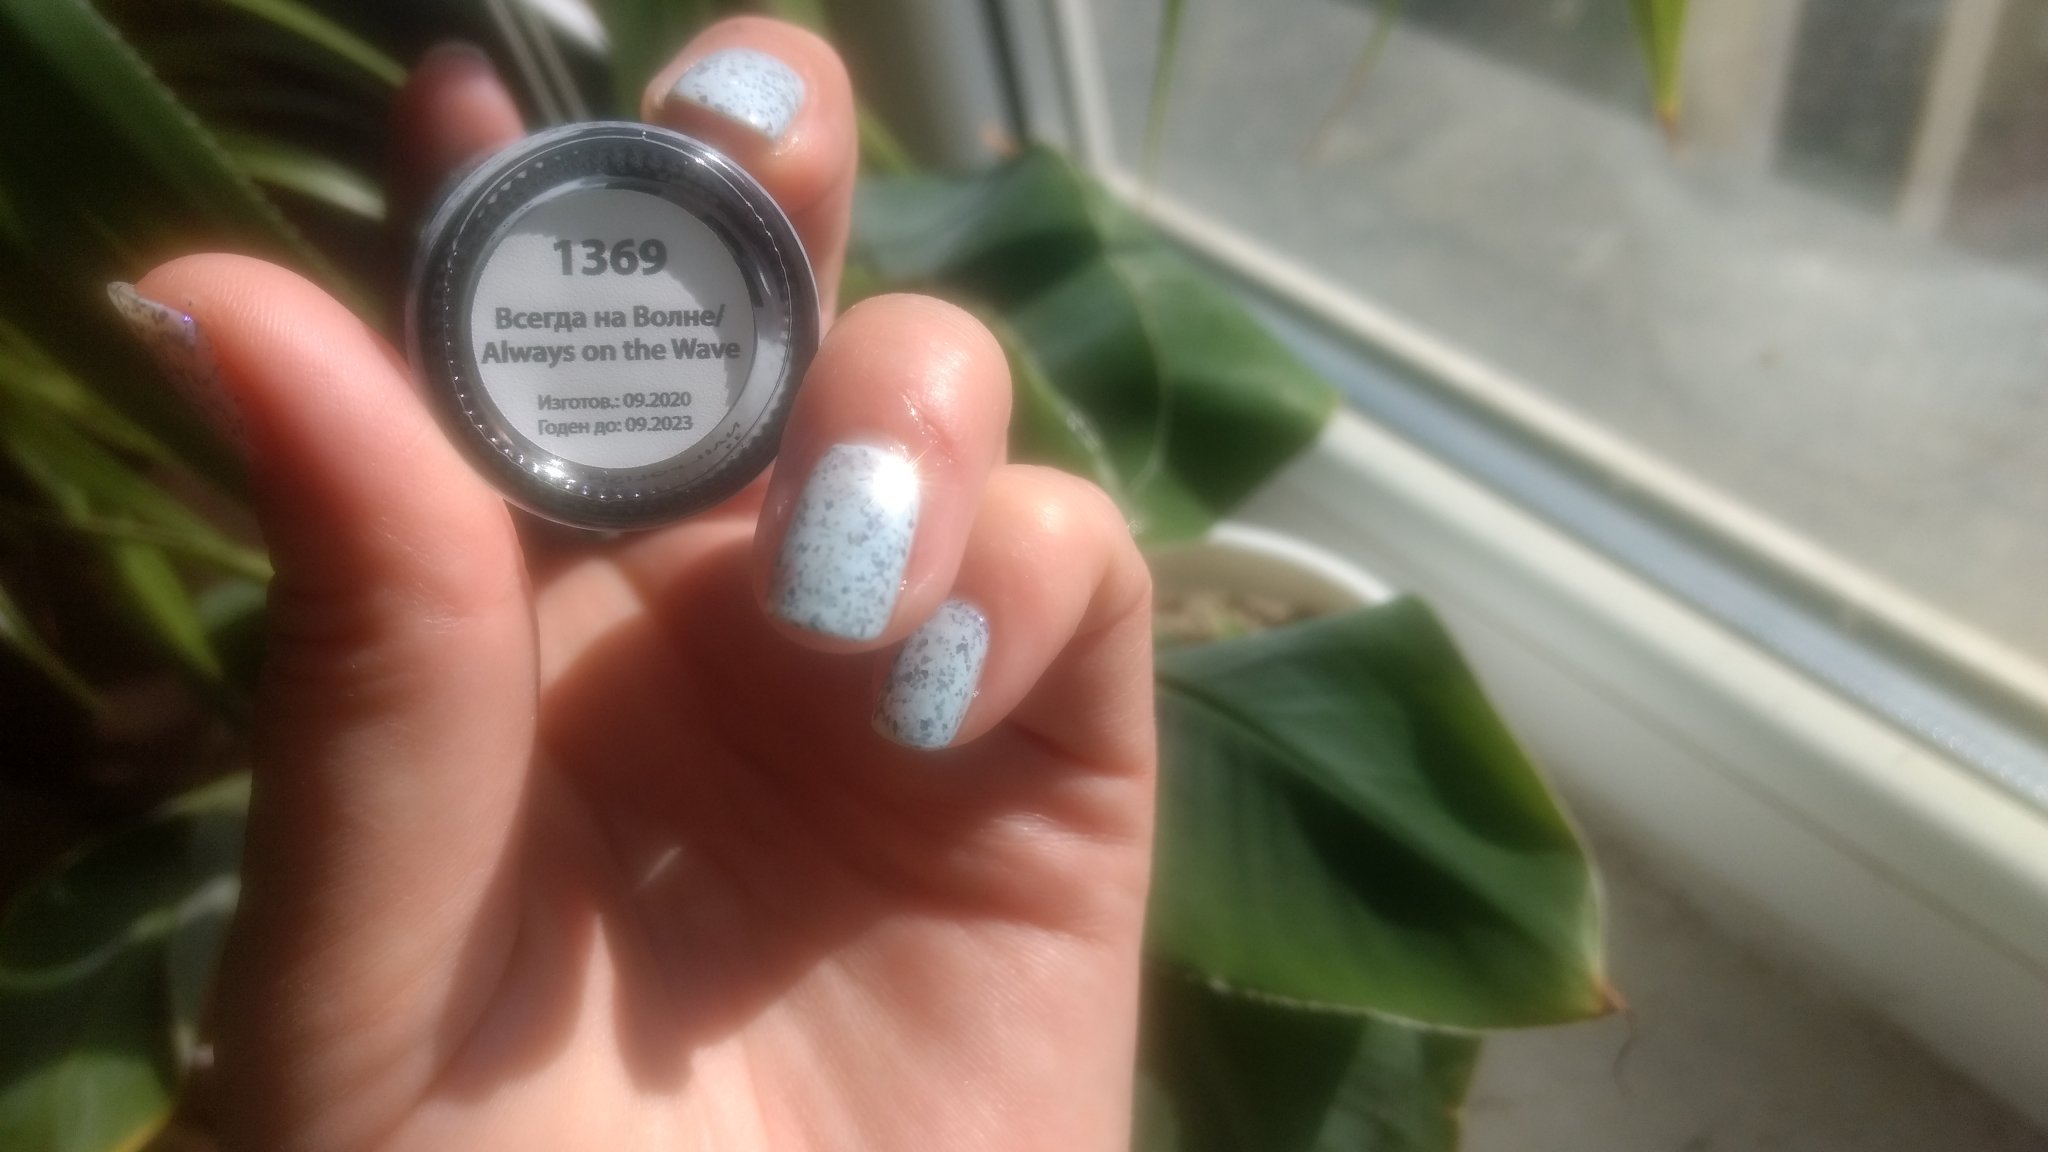 1369
Всегда на Волне/
Always on the Wave
Изготов.: 09.2020
Годен до: 09.2023